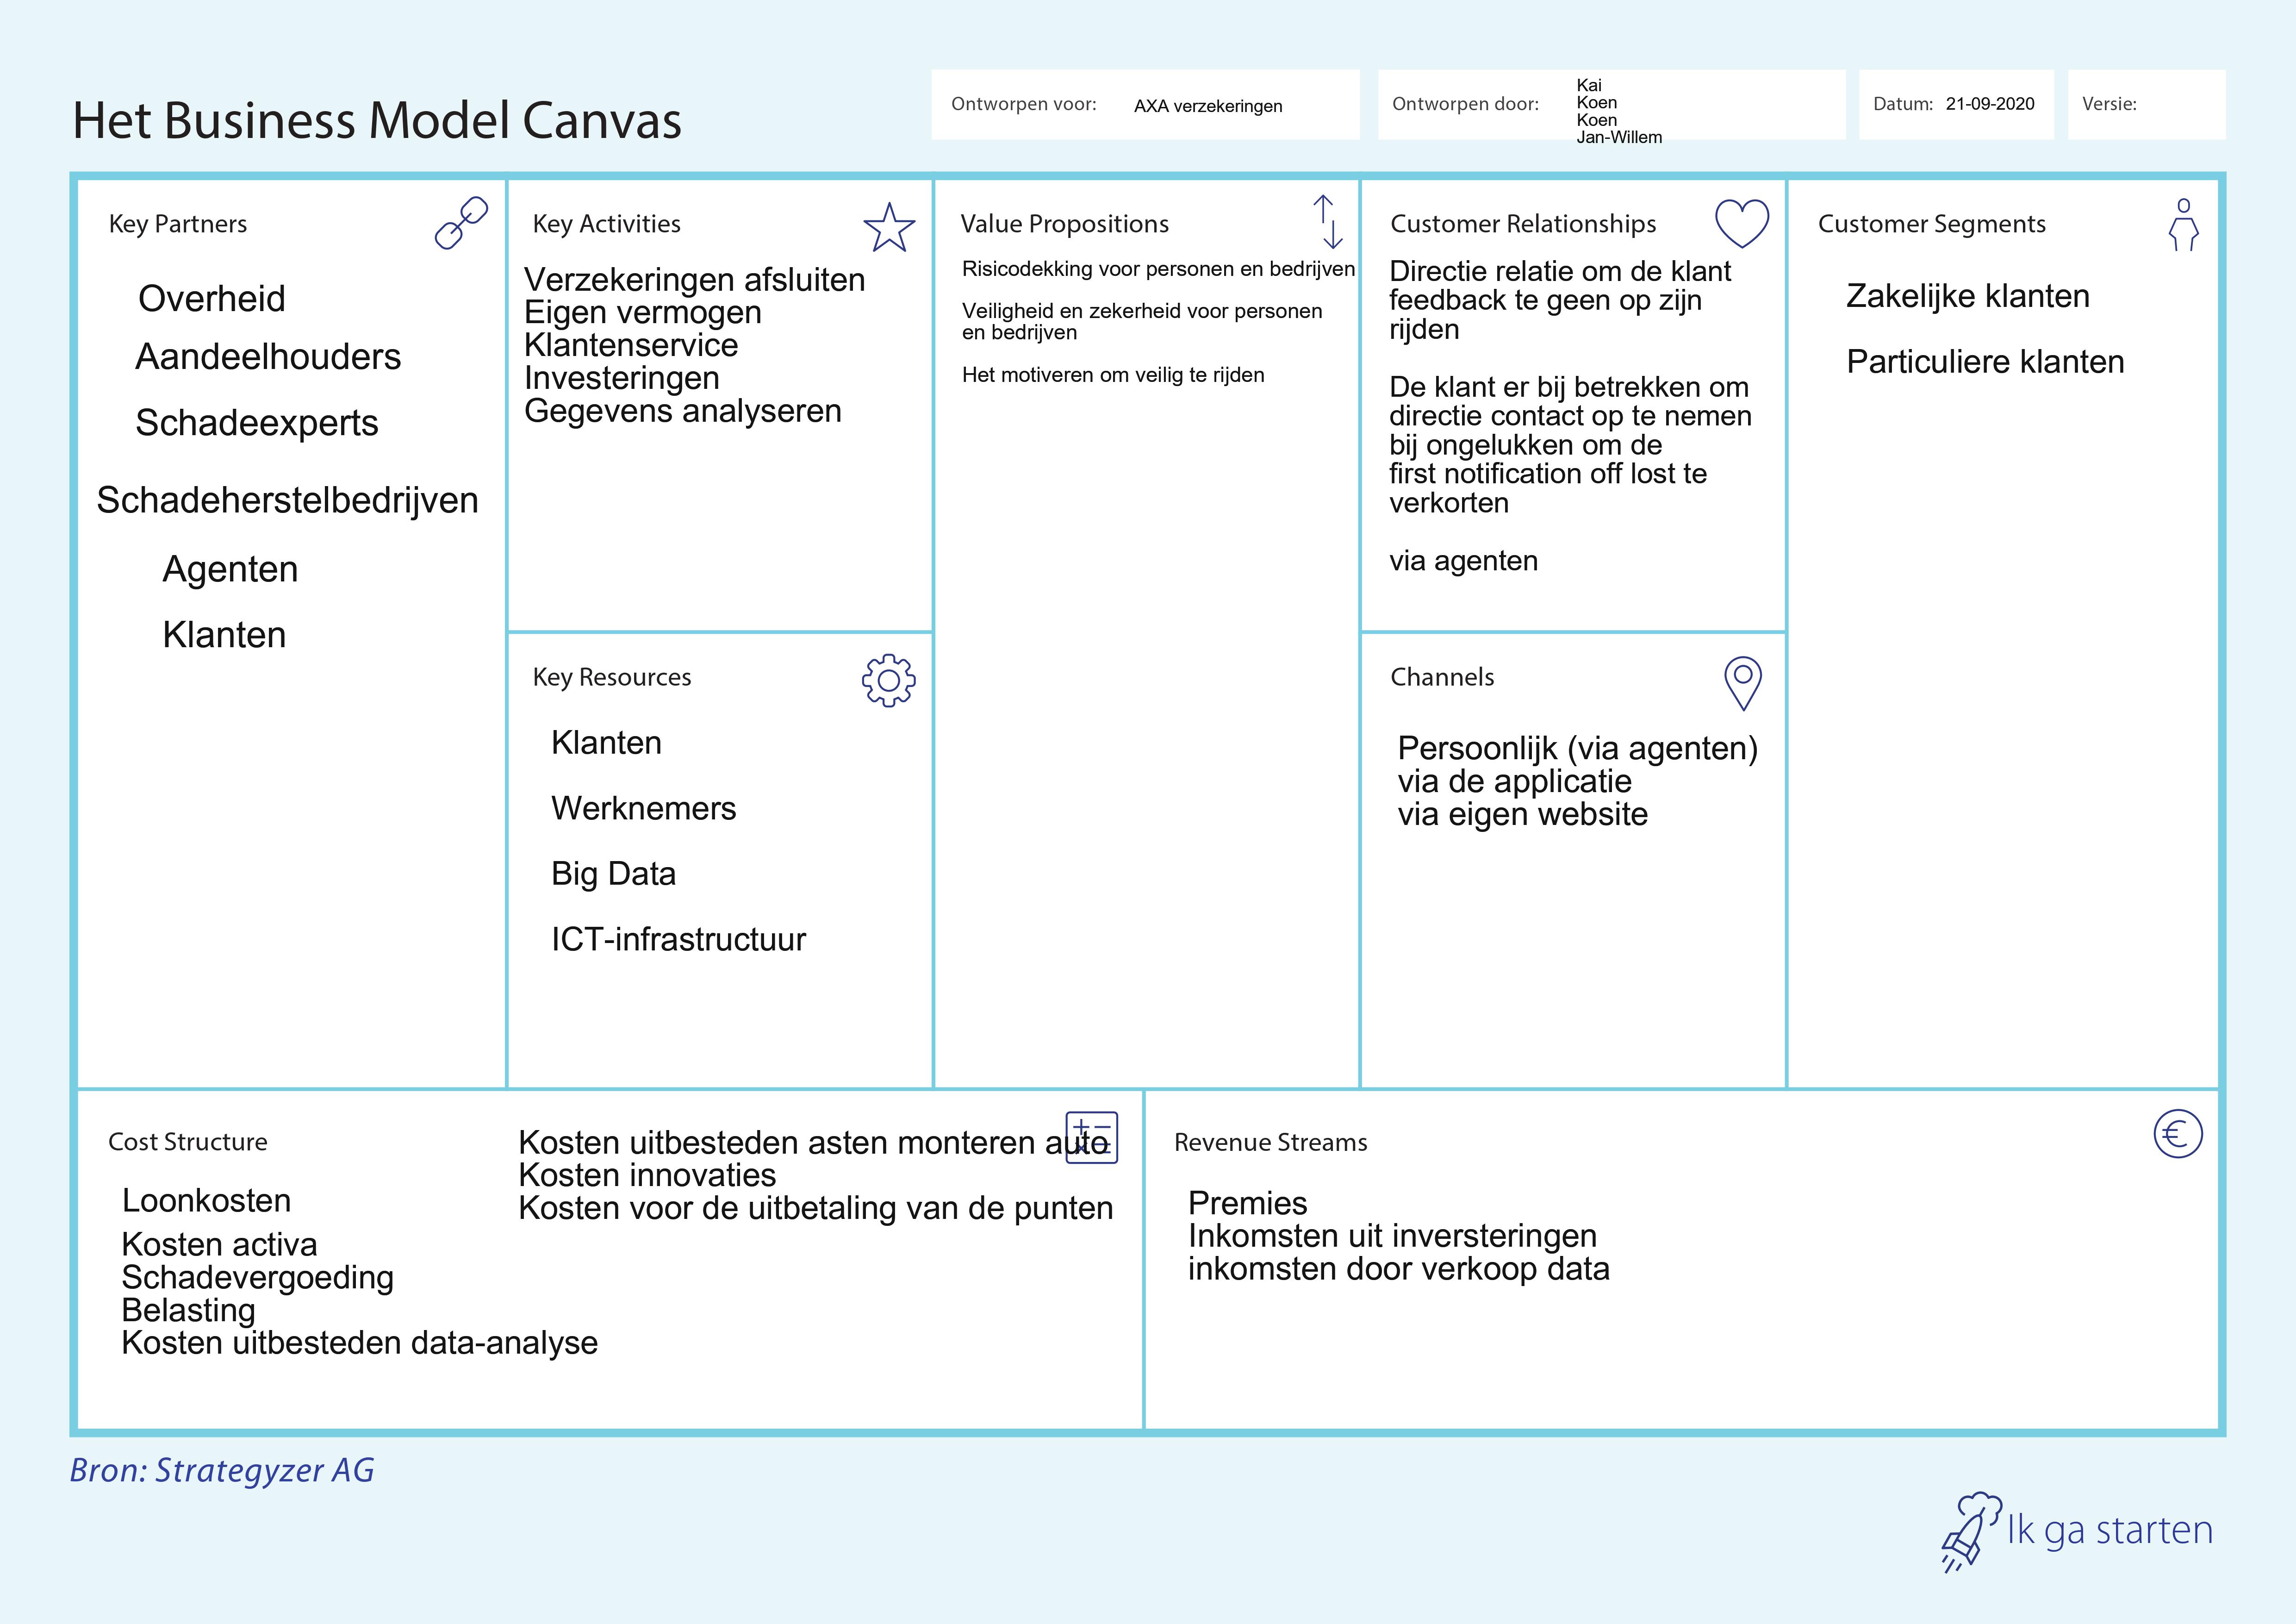 Het Business Model Canvas
Ontworpen voor: AXA verzekeringen
Ontworpen door:
Kai
Koen
Koen
Jan-Willem
Datum: 21-09-2020
Versie:
Key Partners
Overheid
Aandeelhouders
Schadeexperts
Schadeherstelbedrijven
Agenten
Klanten
Key Activities
Verzekeringen afsluiten
Eigen vermogen
Klantenservice
Investeringen
Gegevens analyseren
Key Resources
Klanten
Werknemers
Big Data
ICT-infrastructuur
Value Propositions
Risicodekking voor personen en bedrijven
Veiligheid en zekerheid voor personen
en bedrijven
Het motiveren om veilig te rijden
Customer Relationships
Directie relatie om de klant
feedback te geen op zijn
rijden
De klant er bij betrekken om
directie contact op te nemen
bij ongelukken om de
first notification off lost te
verkorten
via agenten
Channels
Persoonlijk (via agenten)
via de applicatie
via eigen website
Customer Segments
Zakelijke klanten
Particuliere klanten
Cost Structure
Loonkosten
Kosten activa
Schadevergoeding
Belasting
Kosten uitbesteden data-analyse
Kosten uitbesteden asten monteren auto
Kosten innovaties
Kosten voor de uitbetaling van de punten
Revenue Streams
Premies
Inkomsten uit inversteringen
inkomsten door verkoop data
Bron: Strategyzer AG
Ik ga starten